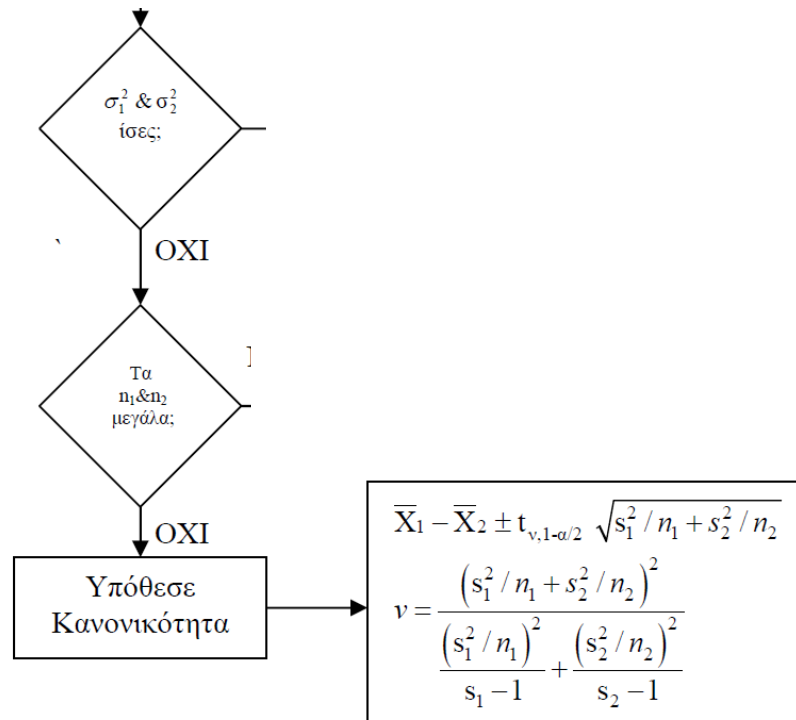 σ₁² & σ₂²
ίσες;
ΟΧΙ
Τα
n₁&n₂
μεγάλα;
ΟΧΙ
Υπόθεσε
Κανονικότητα
X̅₁ − X̅₂ ± t_{ν,1-α/2} √(s₁² / n₁ + s₂² / n₂)
ν = (s₁² / n₁ + s₂² / n₂)² / ((s₁² / n₁)² / (s₁ − 1) + (s₂² / n₂)² / (s₂ − 1))